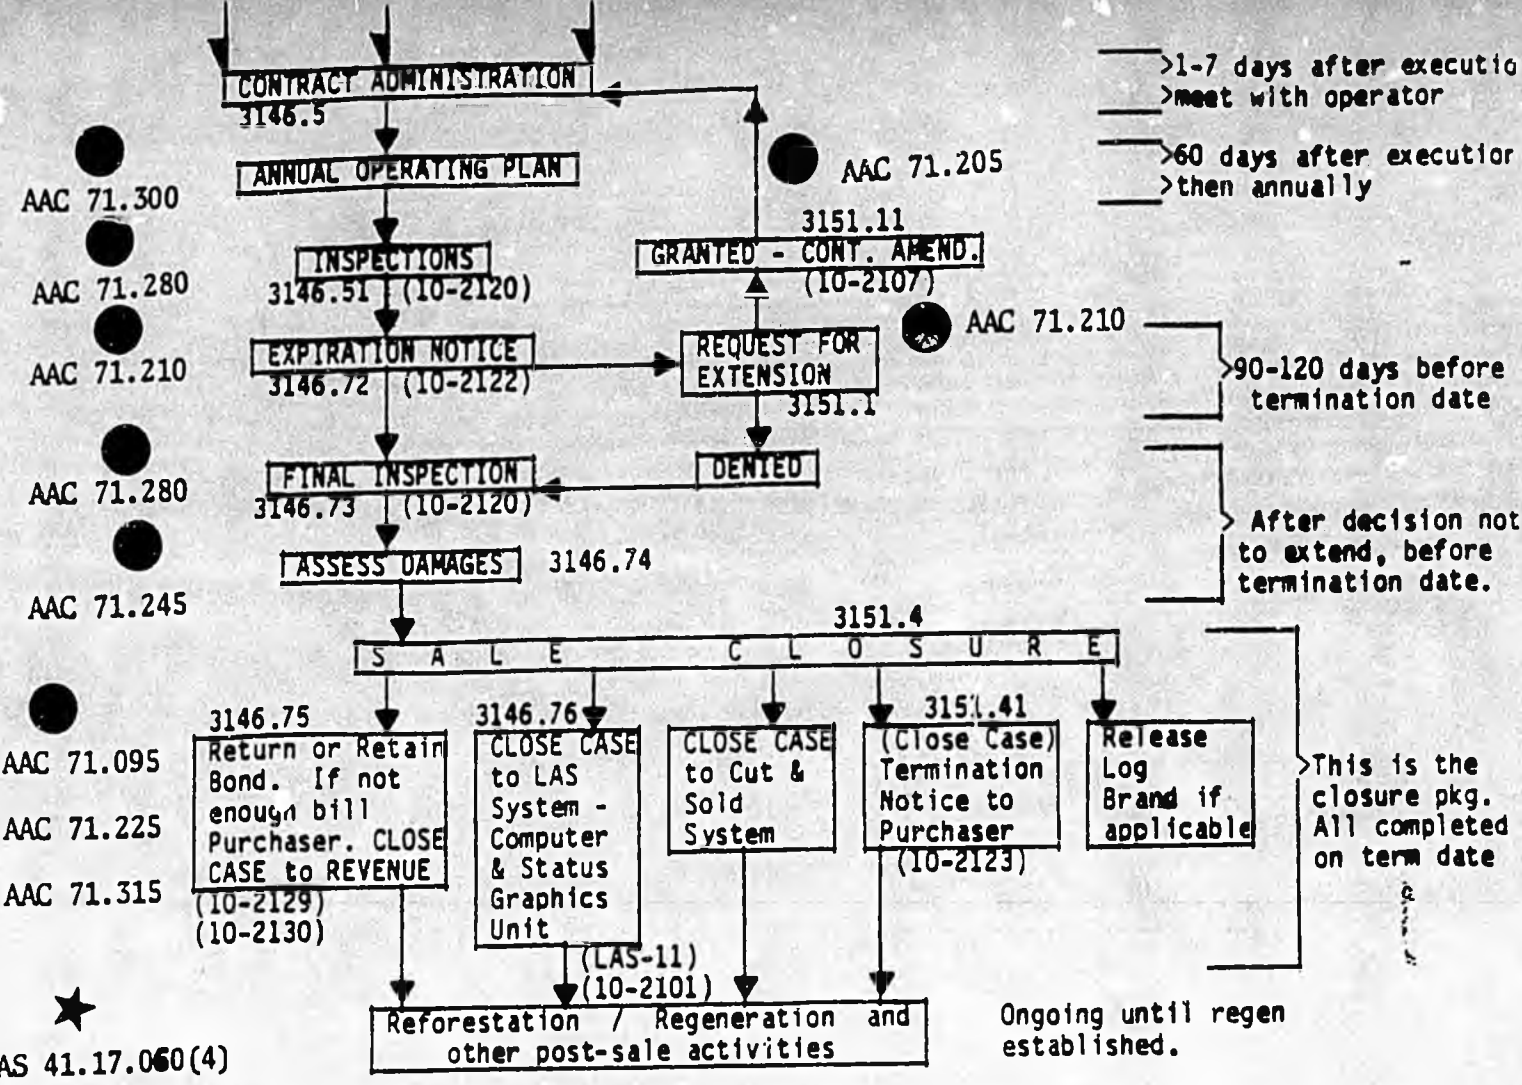 >1-7 days after executio
CONTRACT ADMINISTRATION
>meet with operator
3146.5
AAC 71.205
>60 days after execution
ANNUAL OPERATING PLAN
>then annually
AAC 71.300
3151.11
INSPECTIONS
GRANTED - CONT. AMEND.
AAC 71.280
3146.51 (10-2120)
(10-2107)
AAC 71.210
EXPIRATION NOTICE
REQUEST FOR
EXTENSION
AAC 71.210
3146.72 (10-2122)
3151.1
90-120 days before
termination date
FINAL INSPECTION
DENIED
AAC 71.280
3146.73 (10-2120)
After decision not
to extend, before
termination date.
ASSESS DAMAGES 3146.74
AAC 71.245
3151.4
SALE CLOSURE
3146.75
Return or Retain
Bond. If not
enough bill
Purchaser. CLOSE
CASE to REVENUE
(10-2129)
(10-2130)
3146.76
CLOSE CASE
to LAS
System -
Computer
& Status
Graphics
Unit
(LAS-11)
(10-2101)
CLOSE CASE
to Cut &
Sold
System
3151.41
(Close Case)
Termination
Notice to
Purchaser
(10-2123)
Release
Log
Brand if
applicable
>This is the
closure pkg.
All completed
on term date
AAC 71.095
AAC 71.225
AAC 71.315
Reforestation / Regeneration and
other post-sale activities
Ongoing until regen
established.
AS 41.17.060(4)